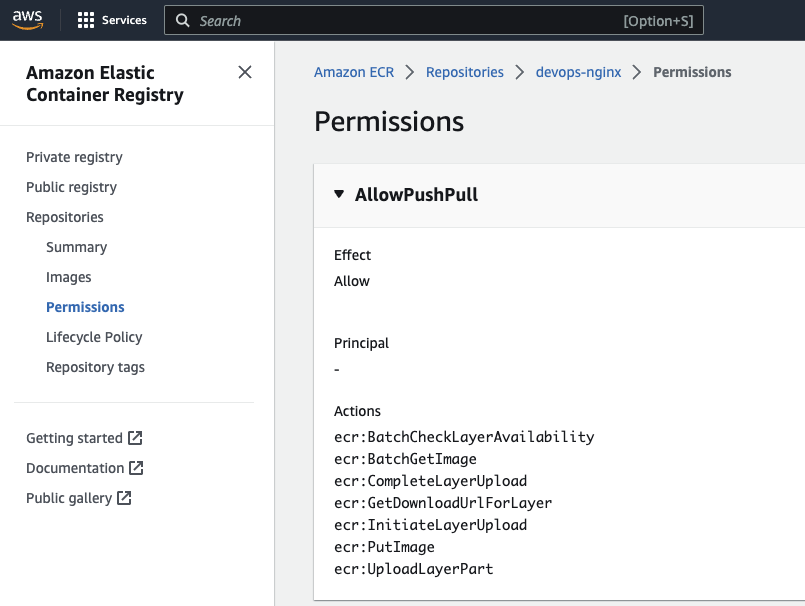 aws
Services
Search
[Option+S]
Amazon Elastic
Container Registry
Private registry
Public registry
Repositories
Summary
Images
Permissions
Lifecycle Policy
Repository tags
Getting started
Documentation
Public gallery
Amazon ECR > Repositories > devops-nginx > Permissions
Permissions
AllowPushPull
Effect
Allow
Principal
-
Actions
ecr:BatchCheckLayerAvailability
ecr:BatchGetImage
ecr:CompleteLayerUpload
ecr:GetDownloadUrlForLayer
ecr:InitiateLayerUpload
ecr:PutImage
ecr:UploadLayerPart